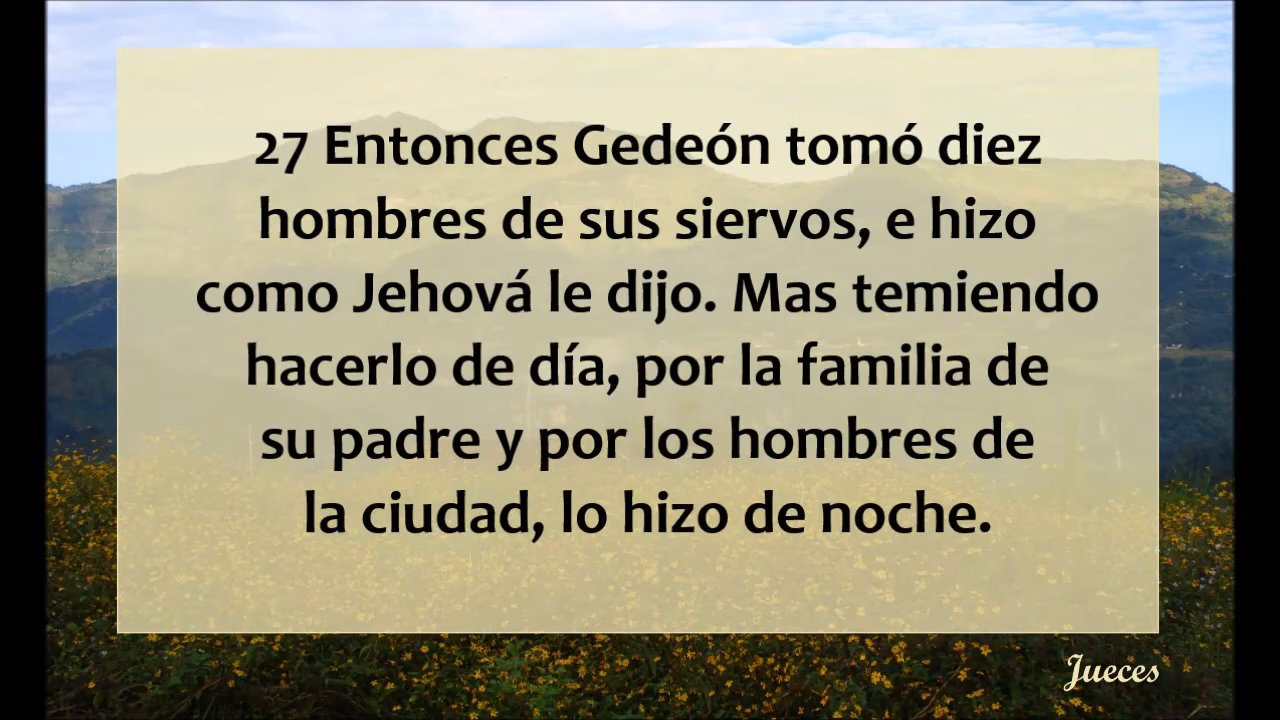 27 Entonces Gedeón tomó diez
hombres de sus siervos, e hizo
como Jehová le dijo. Mas temiendo
hacerlo de día, por la familia de
su padre y por los hombres de
la ciudad, lo hizo de noche.
Jueces